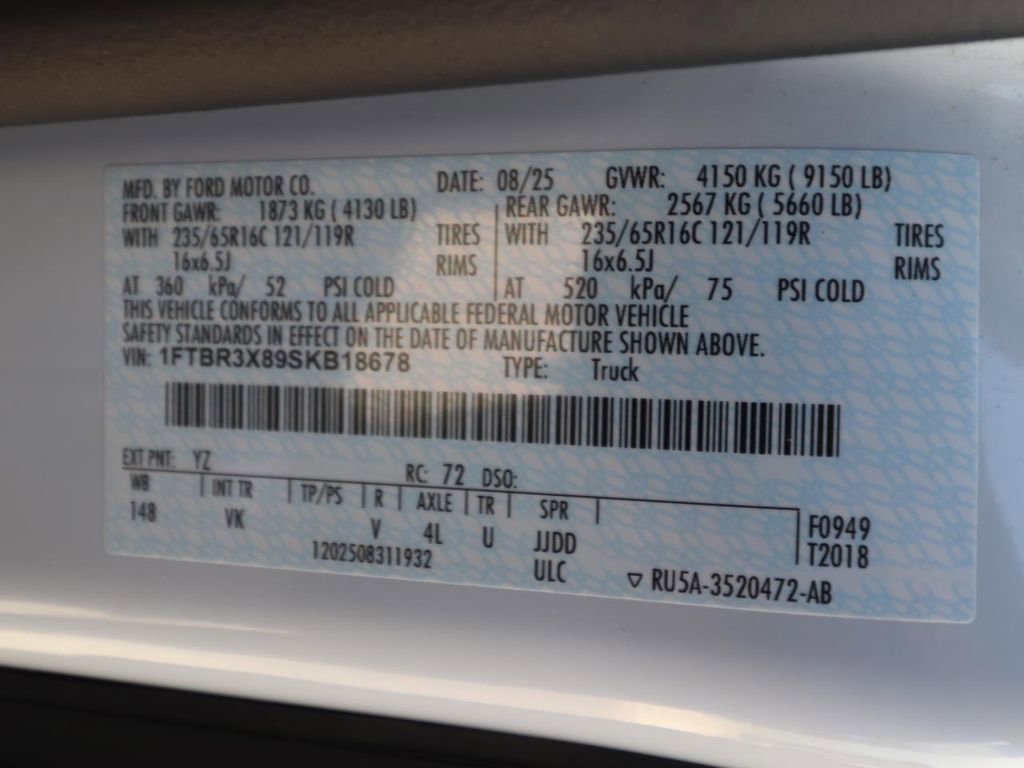 MFD. BY FORD MOTOR CO. DATE: 08/25 GVWR: 4150 KG ( 9150 LB)
FRONT GAWR: 1873 KG ( 4130 LB) REAR GAWR: 2567 KG ( 5660 LB)
WITH 235/65R16C 121/119R TIRES WITH 235/65R16C 121/119R TIRES
16x6.5J RIMS 16x6.5J RIMS
AT 360 kPa/ 52 PSI COLD AT 520 kPa/ 75 PSI COLD
THIS VEHICLE CONFORMS TO ALL APPLICABLE FEDERAL MOTOR VEHICLE
SAFETY STANDARDS IN EFFECT ON THE DATE OF MANUFACTURE SHOWN ABOVE.
VIN: 1FTBR3X89SKB18678 TYPE: Truck
EXT PNT: YZ RC: 72 DSO:
WB INT TR TP/PS R AXLE TR SPR
148 VK V 4L U JJDD F0949
1202508311932 ULC T2018
▽ RU5A-3520472-AB